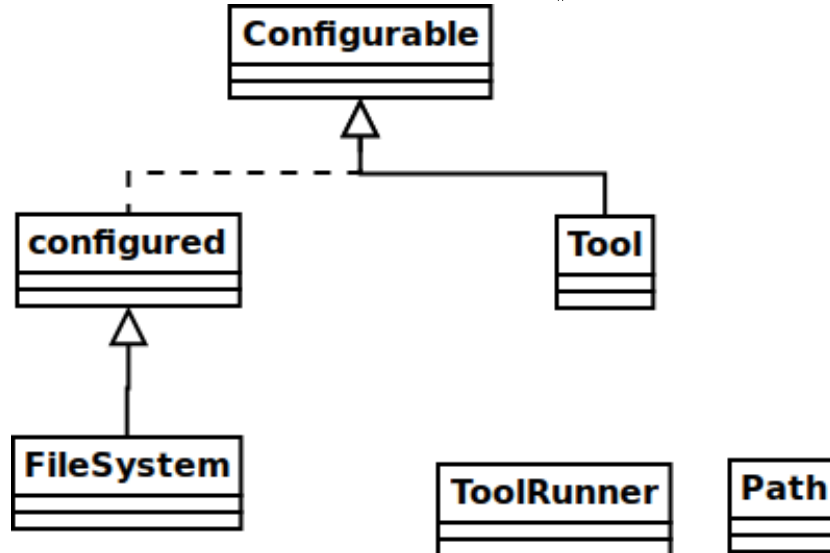 Configurable
configured
Tool
FileSystem
ToolRunner
Path